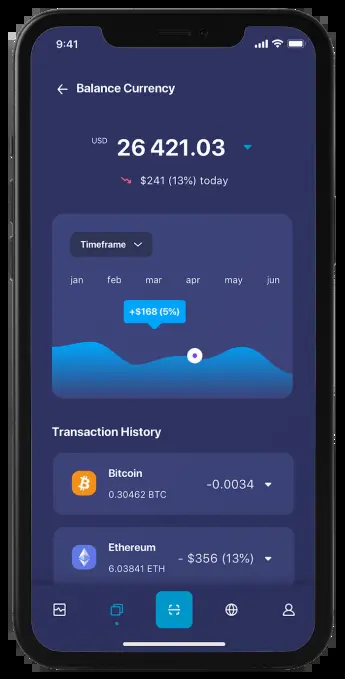 9:41
Balance Currency
USD 26 421.03
$241 (13%) today
Timeframe
jan feb mar apr may jun
+$168 (5%)
Transaction History
Bitcoin
0.30462 BTC
-0.0034
Ethereum
6.03841 ETH
- $356 (13%)